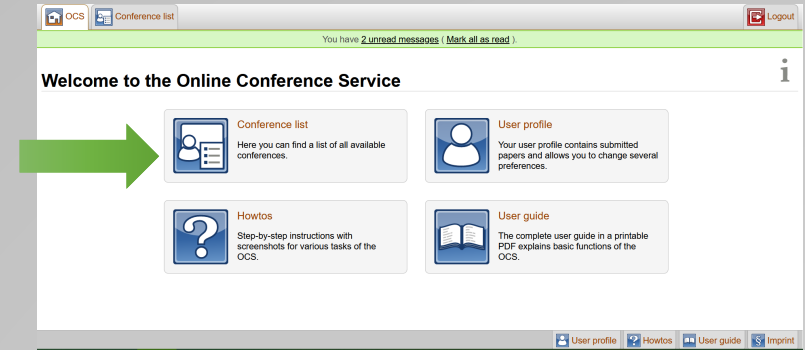 OCS
Conference list
Logout
You have 2 unread messages ( Mark all as read ).
i
Welcome to the Online Conference Service
Conference list
Here you can find a list of all available
conferences.
User profile
Your user profile contains submitted
papers and allows you to change several
preferences.
Howtos
Step-by-step instructions with
screenshots for various tasks of the
OCS.
User guide
The complete user guide in a printable
PDF explains basic functions of the
OCS.
User profile
Howtos
User guide
§ Imprint